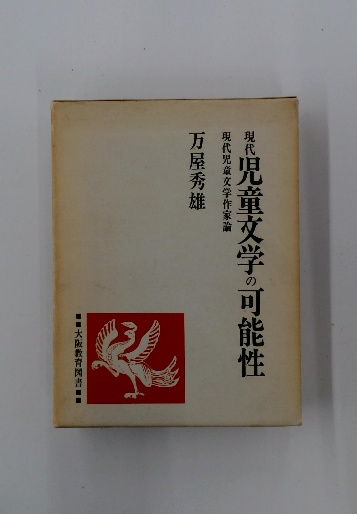 現代児童文学の可能性
現代児童文学作家論
万屋秀雄
■■大阪教育図書■■